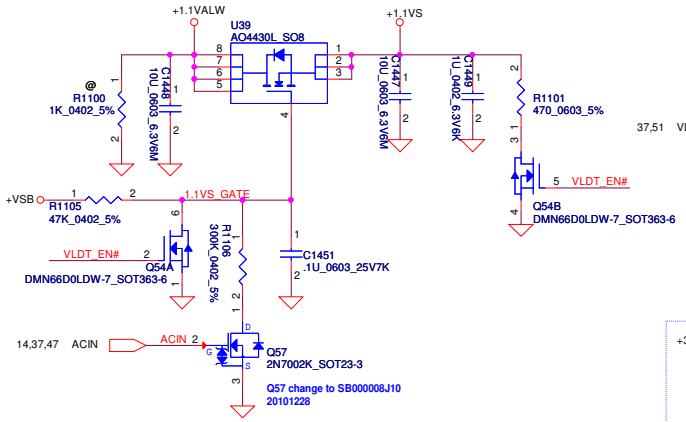 +1.1VALW
+1.1VS
U39
AO4430L_SO8
8
7
6
5
1
2
3
4
@
R1100
1K_0402_5%
1
2
C1448
10U_0603_6.3V6M
1
2
C1447
10U_0603_6.3V6M
1
2
C1449
1U_0402_6.3V6K
1
2
R1101
470_0603_5%
2
1
37,51
3
5
VLDT_EN#
4
Q54B
DMN66D0LDW-7_SOT363-6
+VSB
1
2
R1105
47K_0402_5%
1.1VS_GATE
6
VLDT_EN#
2
Q54A
DMN66D0LDW-7_SOT363-6
1
R1106
300K_0402_5%
1
2
1
C1451
.1U_0603_25V7K
2
14,37,47
ACIN
ACIN
2
1
D
G
S
3
Q57
2N7002K_SOT23-3
Q57 change to SB000008J10
20101228